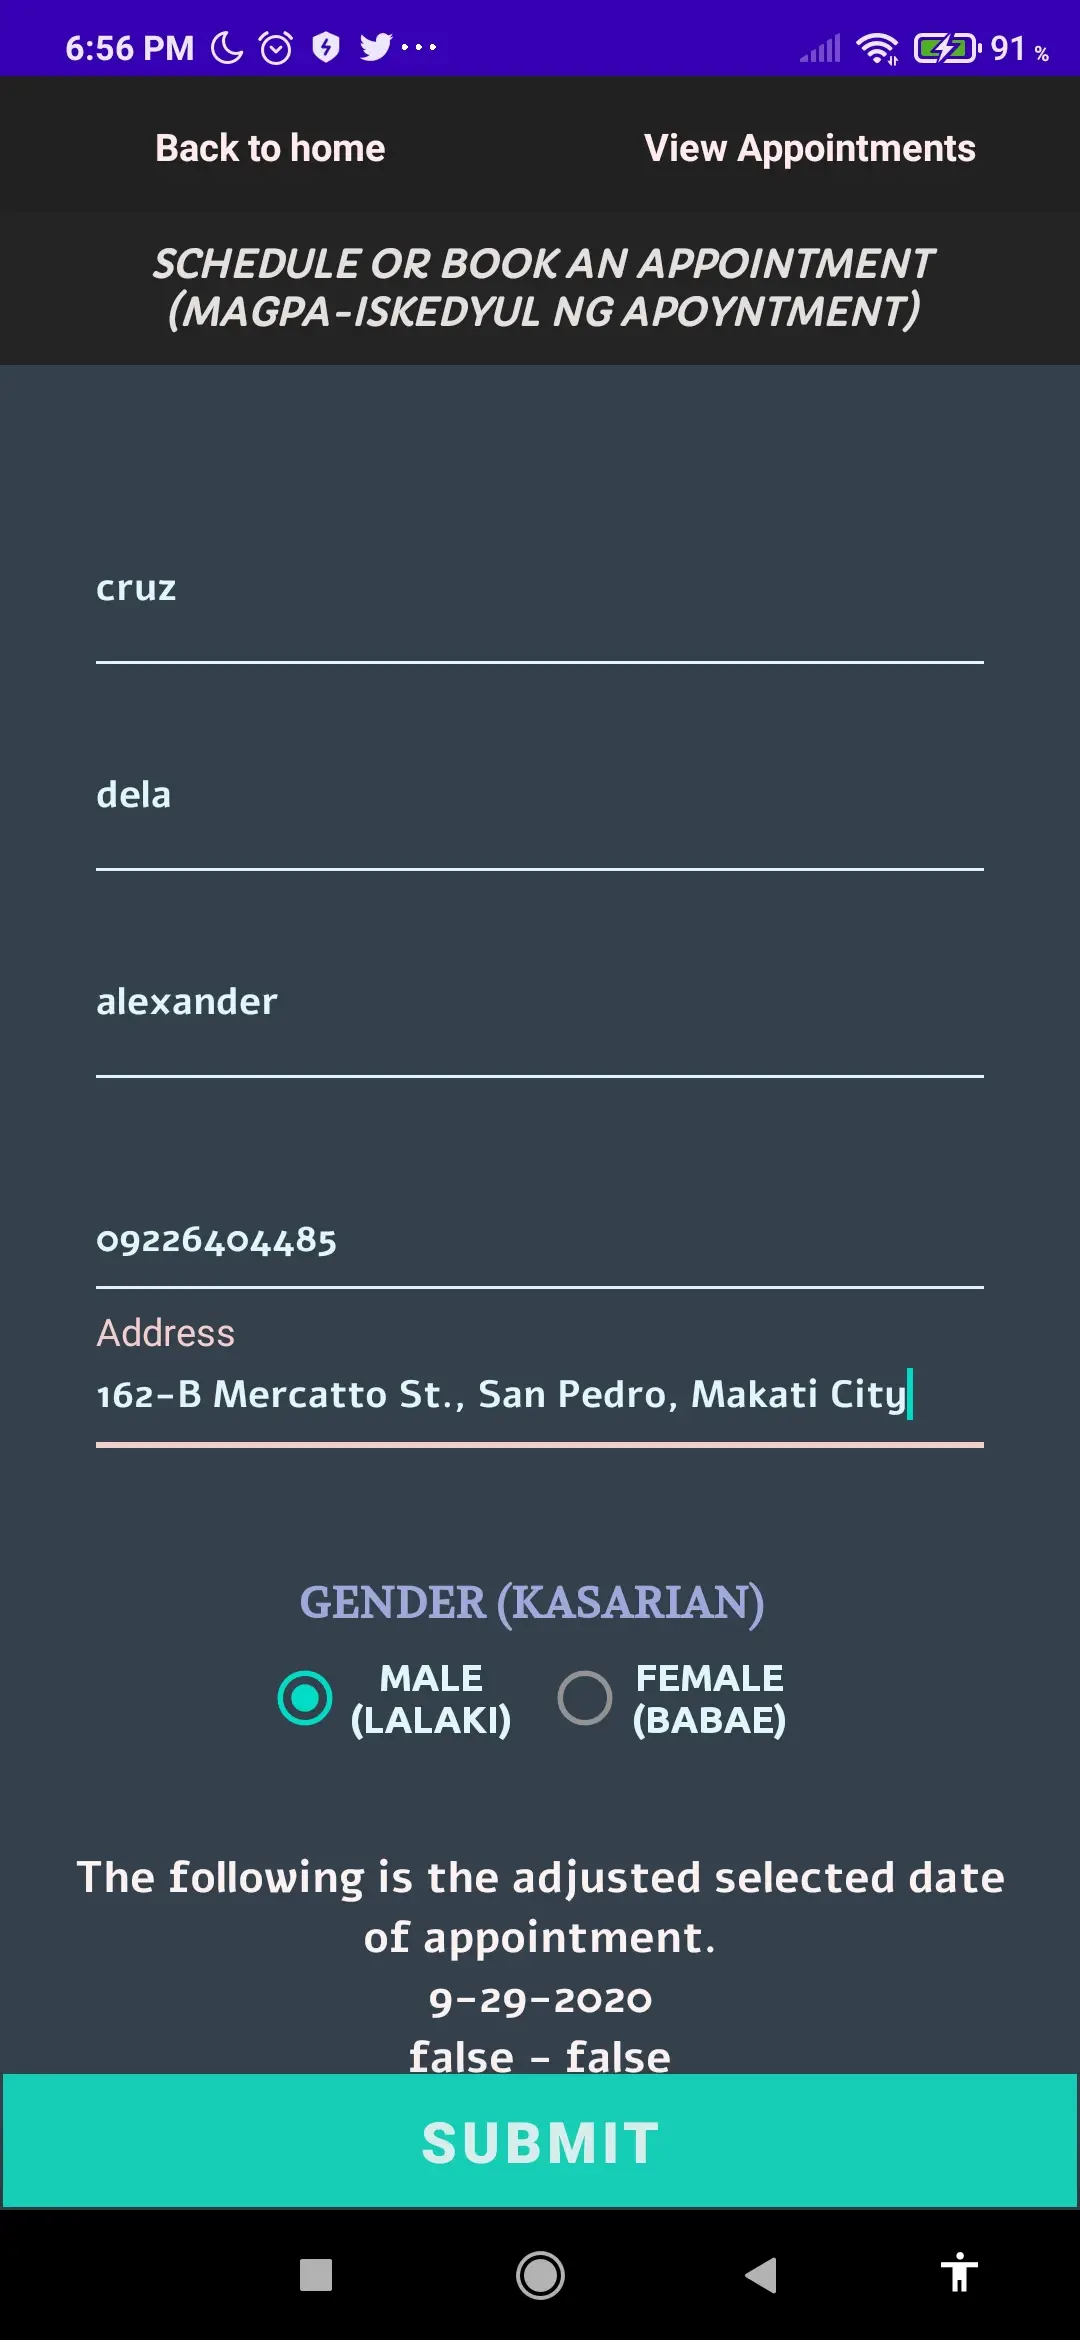 6:56 PM 91 %
Back to home View Appointments
SCHEDULE OR BOOK AN APPOINTMENT
(MAGPA-ISKEDYUL NG APOYNTMENT)
cruz
dela
alexander
09226404485
Address
162-B Mercatto St., San Pedro, Makati City
GENDER (KASARIAN)
MALE
(LALAKI)
FEMALE
(BABAE)
The following is the adjusted selected date
of appointment.
9-29-2020
false - false
SUBMIT